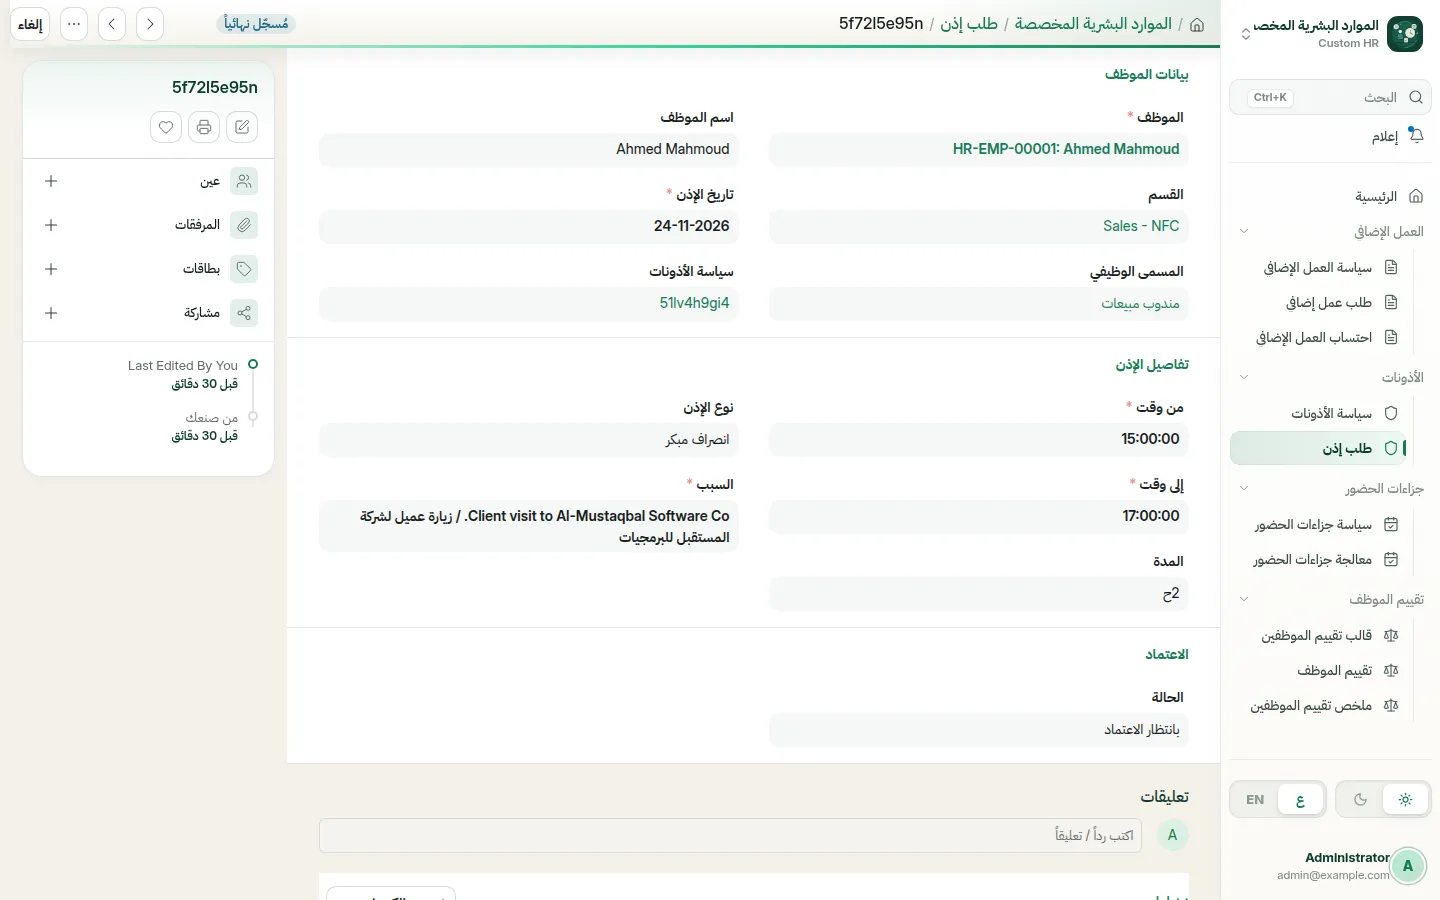 الموارد البشرية المخصصة / طلب إذن / 5f72l5e95n
مُسجّل نهائياً
إلغاء
الموارد البشرية المخصـ
Custom HR
البحث
Ctrl+K
إعلام
الرئيسية
العمل الإضافي
سياسة العمل الإضافي
طلب عمل إضافي
احتساب العمل الإضافي
الأذونات
سياسة الأذونات
طلب إذن
جزاءات الحضور
سياسة جزاءات الحضور
معالجة جزاءات الحضور
تقييم الموظف
قالب تقييم الموظفين
تقييم الموظف
ملخص تقييم الموظفين
ع
EN
Administrator
admin@example.com
A
بيانات الموظف
الموظف *
HR-EMP-00001: Ahmed Mahmoud
اسم الموظف
Ahmed Mahmoud
القسم
Sales - NFC
تاريخ الإذن *
24-11-2026
المسمى الوظيفي
مندوب مبيعات
سياسة الأذونات
51lv4h9gi4
تفاصيل الإذن
من وقت *
15:00:00
نوع الإذن
انصراف مبكر
إلى وقت *
17:00:00
السبب *
Client visit to Al-Mustaqbal Software Co. / زيارة عميل لشركة
المستقبل للبرمجيات
المدة
2ح
الاعتماد
الحالة
بانتظار الاعتماد
تعليقات
A
اكتب رداً / تعليقاً
5f72l5e95n
عين
المرفقات
بطاقات
مشاركة
Last Edited By You
قبل 30 دقائق
من صنعك
قبل 30 دقائق